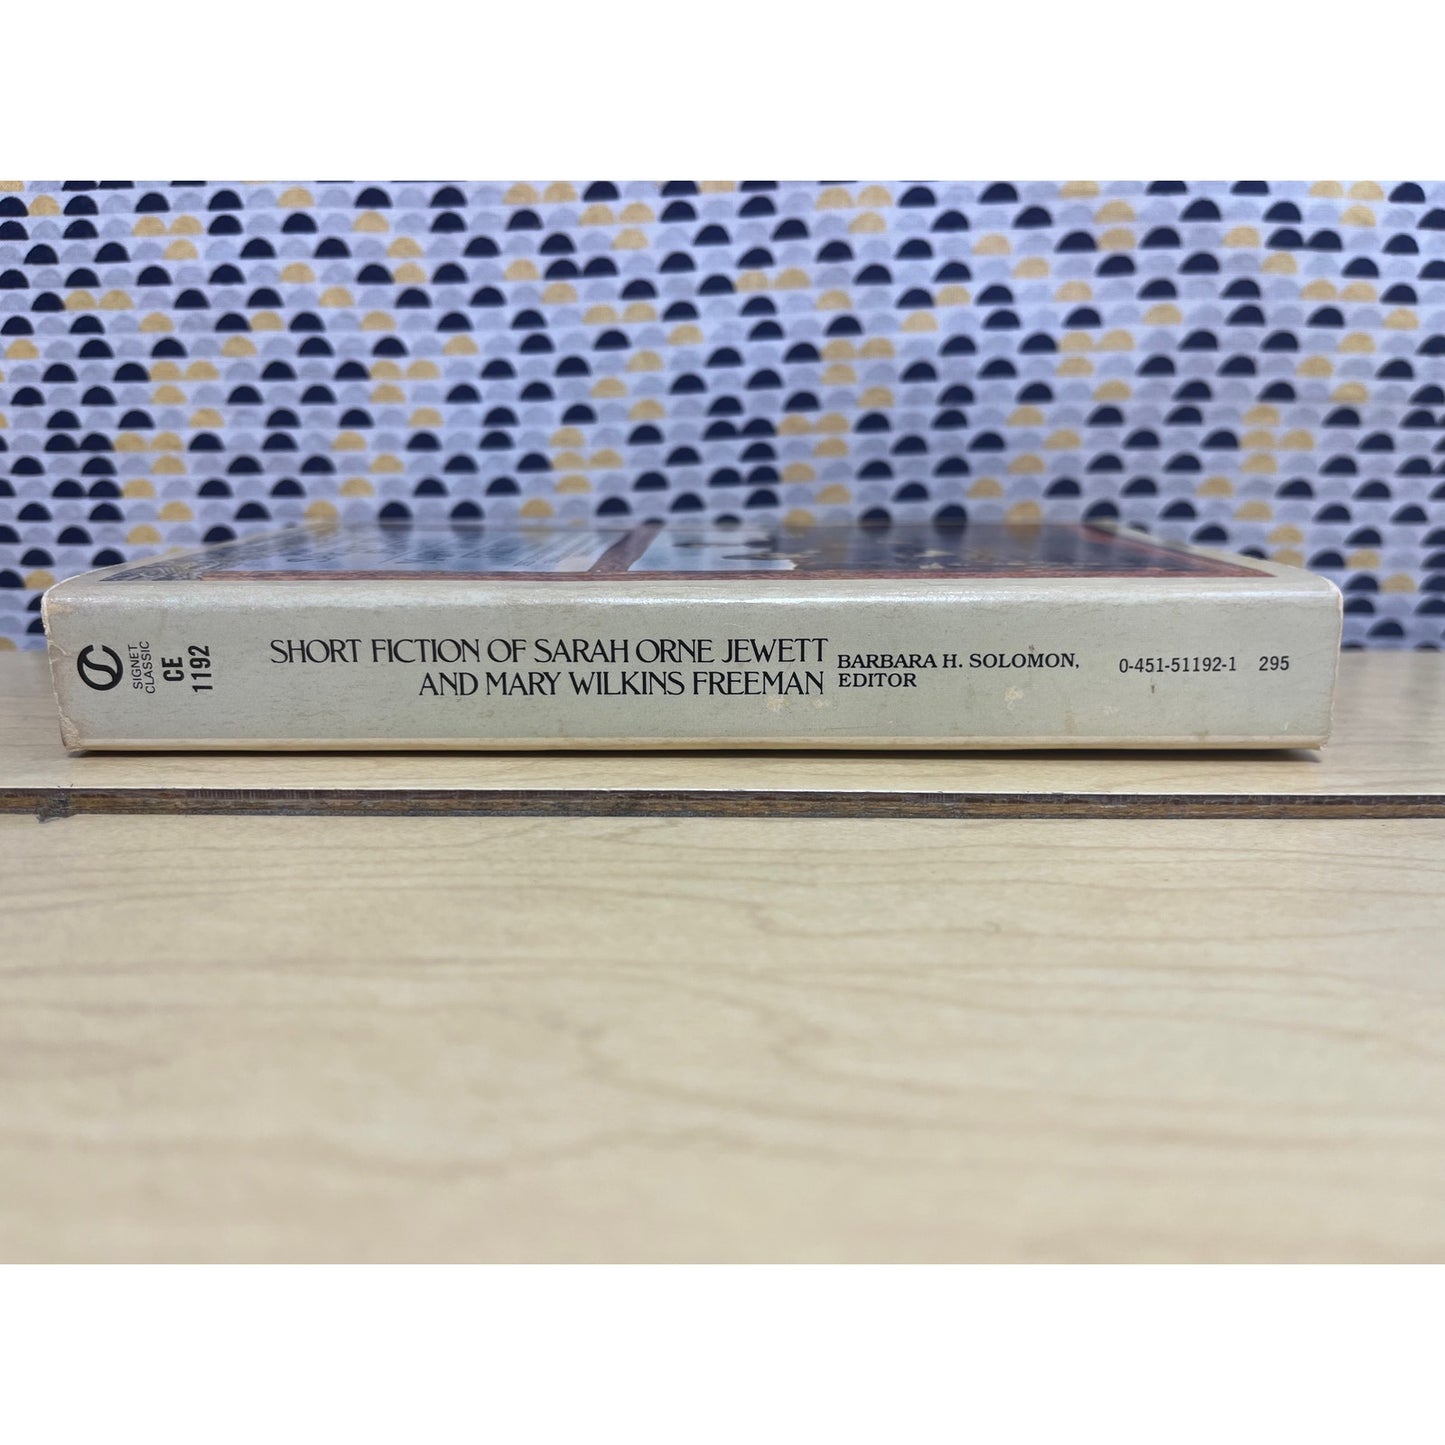 SIGNET
CLASSIC
CE
1192
SHORT FICTION OF SARAH ORNE JEWETT
AND MARY WILKINS FREEMAN
BARBARA H. SOLOMON,
EDITOR
0-451-51192-1 295